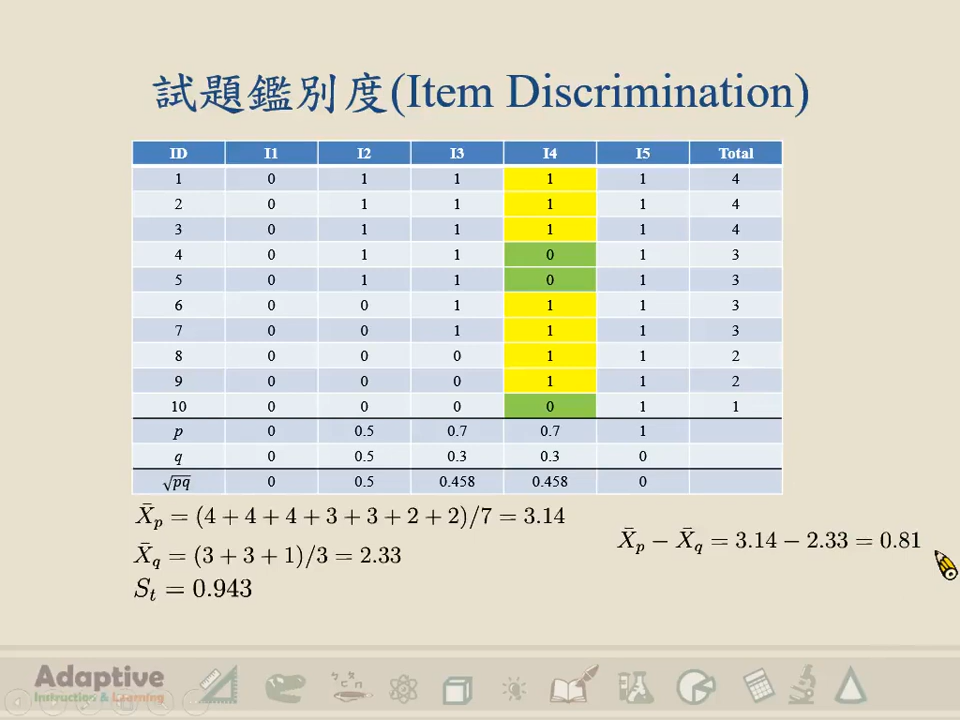 試題鑑別度(Item Discrimination)
ID I1 I2 I3 I4 I5 Total
1 0 1 1 1 1 4
2 0 1 1 1 1 4
3 0 1 1 1 1 4
4 0 1 1 0 1 3
5 0 1 1 0 1 3
6 0 0 1 1 1 3
7 0 0 1 1 1 3
8 0 0 0 1 1 2
9 0 0 0 1 1 2
10 0 0 0 0 1 1
p 0 0.5 0.7 0.7 1
q 0 0.5 0.3 0.3 0
√pq 0 0.5 0.458 0.458 0
X̄p = (4 + 4 + 4 + 3 + 3 + 2 + 2)/7 = 3.14
X̄q = (3 + 3 + 1)/3 = 2.33
St = 0.943
X̄p − X̄q = 3.14 − 2.33 = 0.81
Adaptive
Instruction & Learning